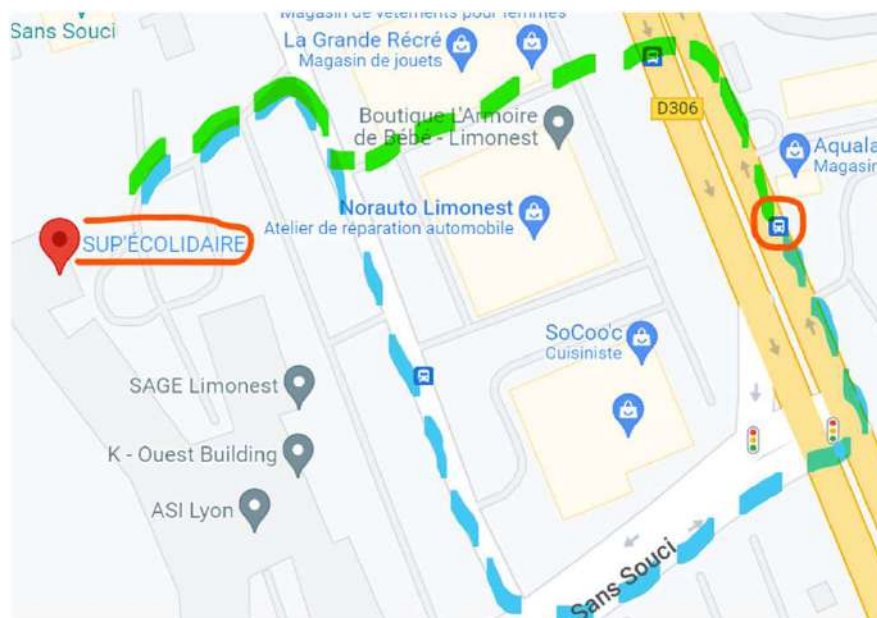 Magasin de vêtements pour femmes
Sans Souci
La Grande Récré
Magasin de jouets
D306
Boutique L'Armoire
de Bébé - Limonest
Aquala
Magasin
Norauto Limonest
Atelier de réparation automobile
SUP'ÉCOLIDAIRE
SoCoo'c
Cuisiniste
SAGE Limonest
K - Ouest Building
ASI Lyon
Sans Souci